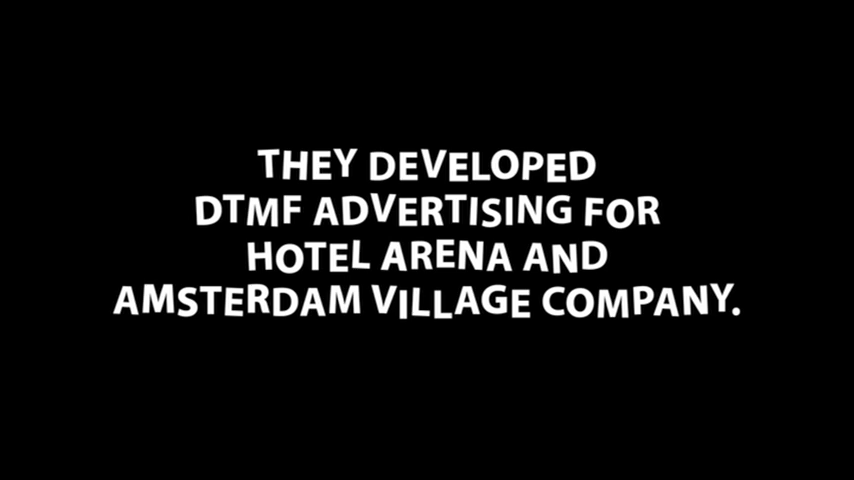 THEY DEVELOPED
DTMF ADVERTISING FOR
HOTEL ARENA AND
AMSTERDAM VILLAGE COMPANY.